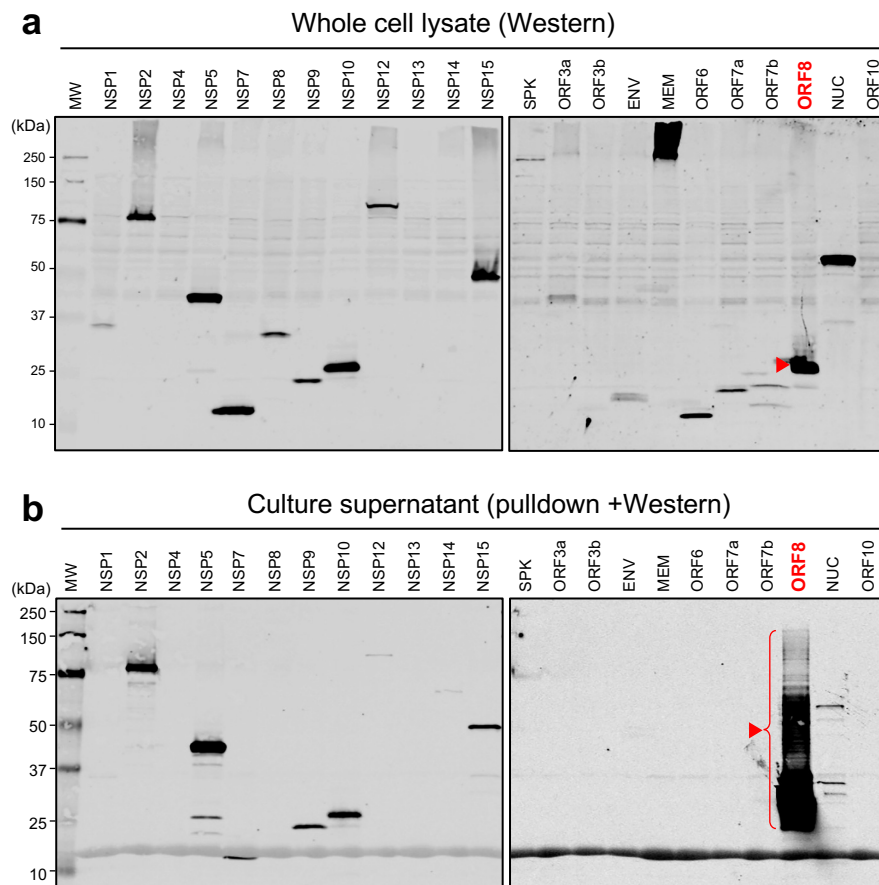 a
Whole cell lysate (Western)
MW NSP1 NSP2 NSP4 NSP5 NSP7 NSP8 NSP9 NSP10 NSP12 NSP13 NSP14 NSP15 SPK ORF3a ORF3b ENV MEM ORF6 ORF7a ORF7b ORF8 NUC ORF10
(kDa)
250
150
75
50
37
25
10
b
Culture supernatant (pulldown +Western)
MW NSP1 NSP2 NSP4 NSP5 NSP7 NSP8 NSP9 NSP10 NSP12 NSP13 NSP14 NSP15 SPK ORF3a ORF3b ENV MEM ORF6 ORF7a ORF7b ORF8 NUC ORF10
(kDa)
250
150
75
50
37
25
10